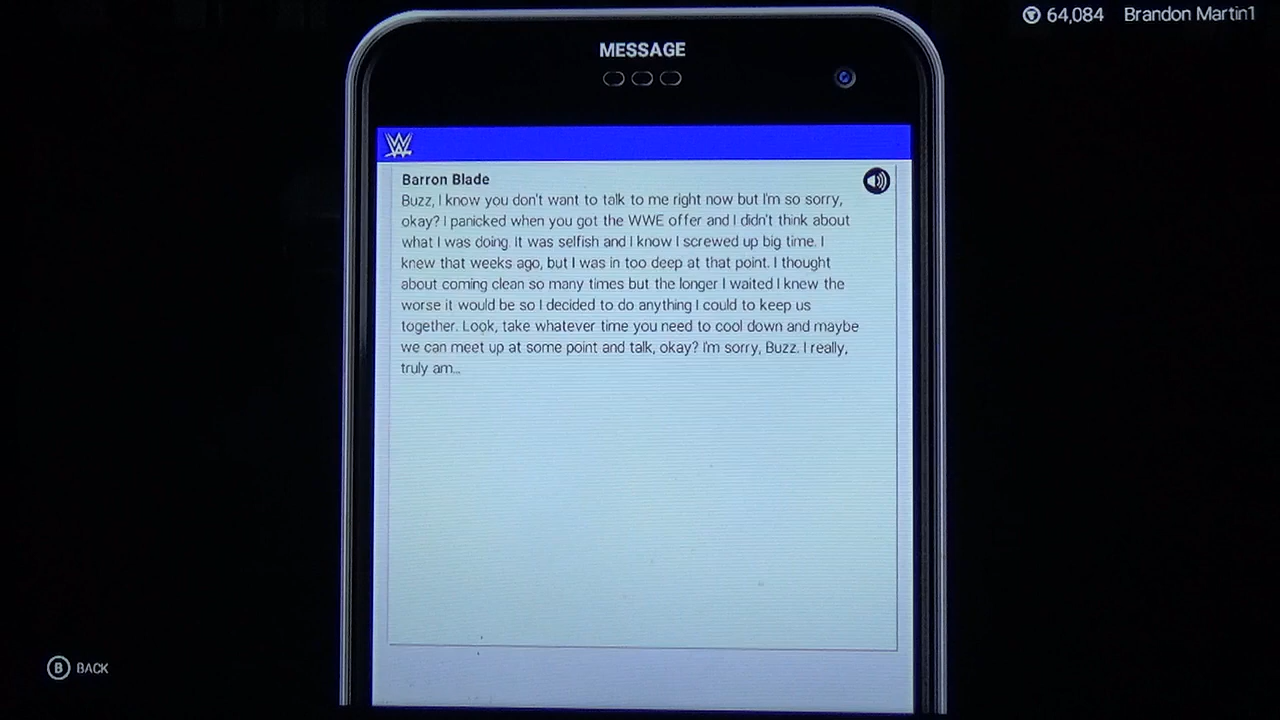 64,084 Brandon Martin1
MESSAGE
W
Barron Blade
Buzz, I know you don't want to talk to me right now but I'm so sorry,
okay? I panicked when you got the WWE offer and I didn't think about
what I was doing. It was selfish and I know I screwed up big time. I
knew that weeks ago, but I was in too deep at that point. I thought
about coming clean so many times but the longer I waited I knew the
worse it would be so I decided to do anything I could to keep us
together. Look, take whatever time you need to cool down and maybe
we can meet up at some point and talk, okay? I'm sorry, Buzz. I really,
truly am...
B BACK